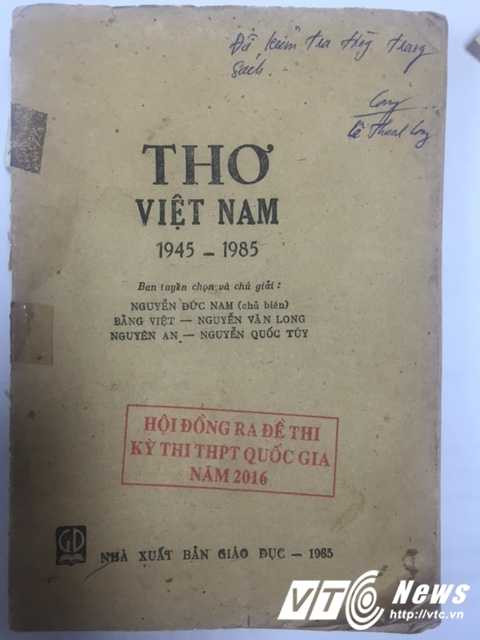 Đã kiểm tra từng trang
sách.
THƠ
VIỆT NAM
1945 - 1985
Ban tuyển chọn và chú giải :
NGUYỄN ĐỨC NAM (chủ biên)
BẰNG VIỆT — NGUYỄN VĂN LONG
NGUYÊN AN — NGUYỄN QUỐC TÚY
HỘI ĐỒNG RA ĐỀ THI
KỲ THI THPT QUỐC GIA
NĂM 2016
GD
NHÀ XUẤT BẢN GIÁO DỤC — 1985
VTC News
http://vtc.vn